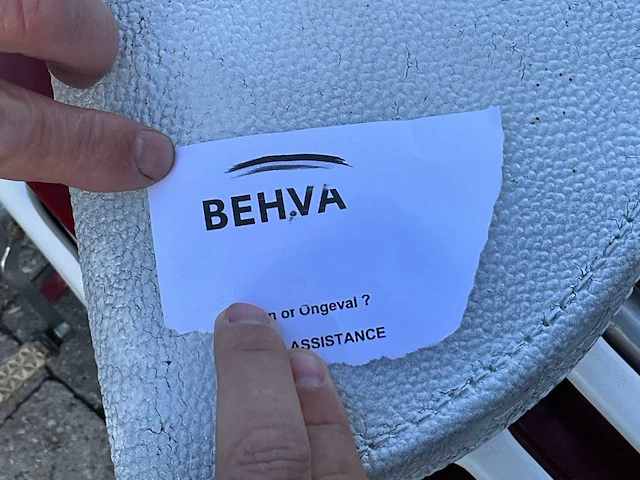 BEHVA
n or Ongeval ?
ASSISTANCE